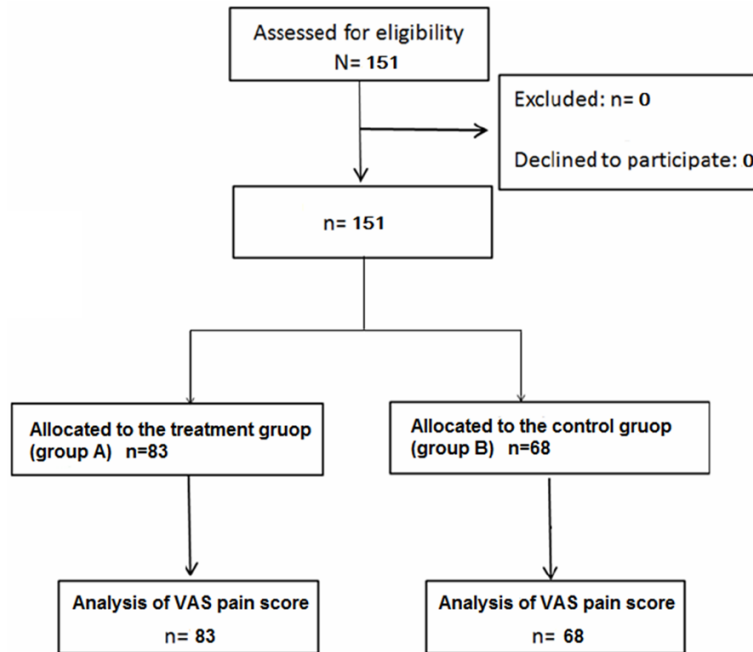 Assessed for eligibility
N= 151
Excluded: n= 0
Declined to participate: 0
n= 151
Allocated to the treatment gruop
(group A) n=83
Allocated to the control gruop
(group B) n=68
Analysis of VAS pain score
n= 83
Analysis of VAS pain score
n= 68